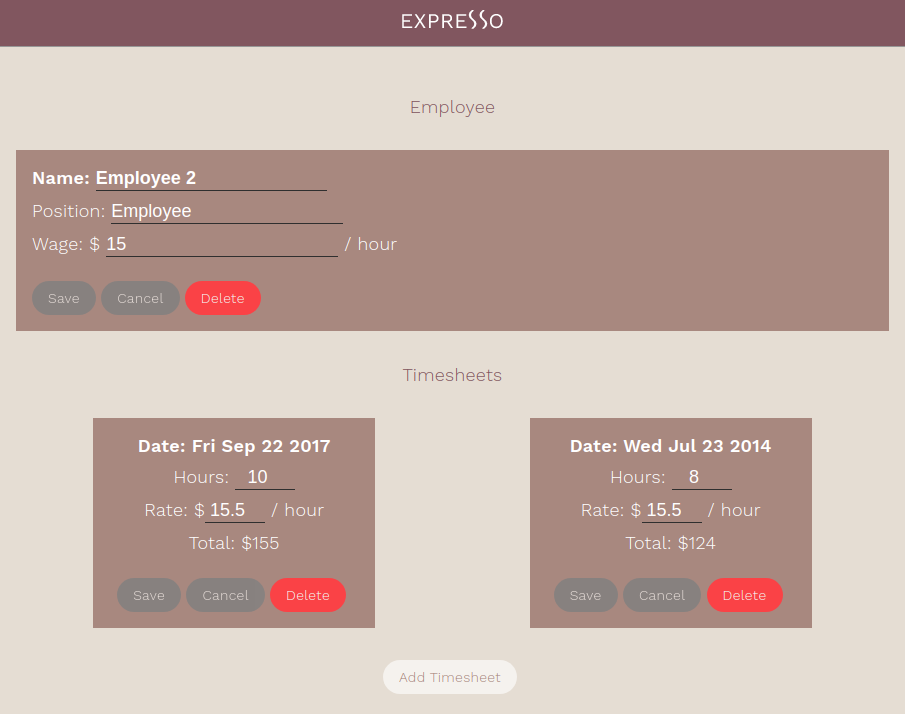 EXPRESSO
Employee
Name: Employee 2
Position: Employee
Wage: $ 15 / hour
Save Cancel Delete
Timesheets
Date: Fri Sep 22 2017
Hours: 10
Rate: $ 15.5 / hour
Total: $155
Save Cancel Delete
Date: Wed Jul 23 2014
Hours: 8
Rate: $ 15.5 / hour
Total: $124
Save Cancel Delete
Add Timesheet